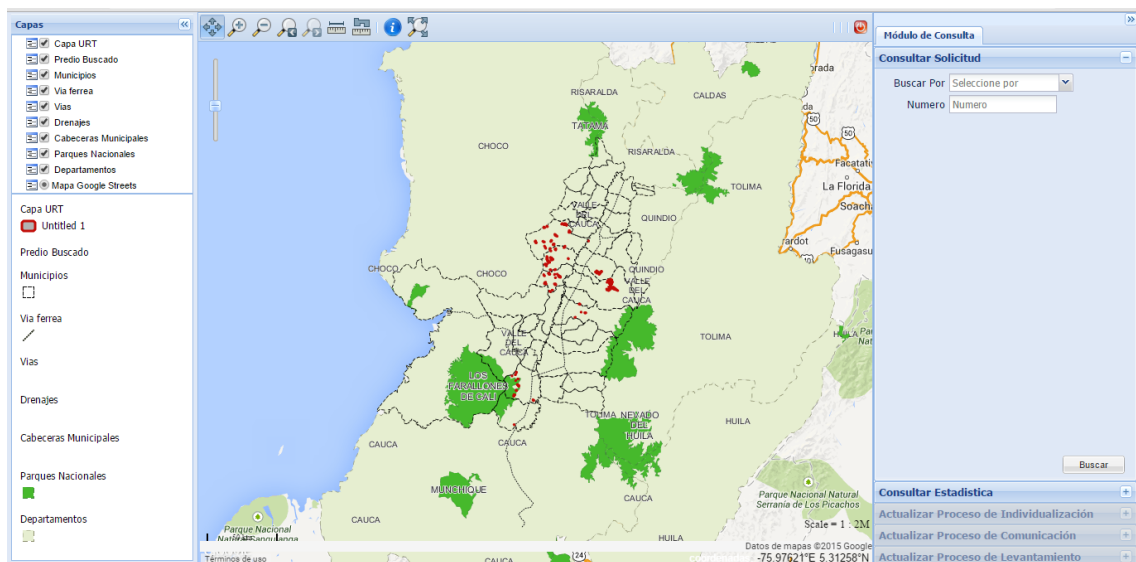 Capas
Capa URT
Predio Buscado
Municipios
Via ferrea
Vias
Drenajes
Cabeceras Municipales
Parques Nacionales
Departamentos
Mapa Google Streets
Capa URT
Untitled 1
Predio Buscado
Municipios
Via ferrea
Vias
Drenajes
Cabeceras Municipales
Parques Nacionales
Departamentos
RISARALDA
CALDAS
TATAMA
CHOCO
RISARALDA
TOLIMA
VALLE
DEL
CAUCA
QUINDIO
CHOCO
CHOCO
QUINDIO
VALLE
DEL
CAUCA
TOLIMA
VALLE
DEL
CAUCA
LOS
FARALLONES
DE CALI
TOLIMA
NEVADO
DEL
HUILA
HUILA
CAUCA
CAUCA
MUNCHIQUE
CAUCA
CAUCA
HUILA
HUILA
50
50
La Florida
Parque Nacional Natural
Serranía de Los Picachos
Parque Nacional
Scale = 1 : 2M
Datos de mapas ©2015 Google
Términos de uso
-75.97621°E 5.31258°N
Módulo de Consulta
Consultar Solicitud
Buscar Por Seleccione por
Numero Numero
Buscar
Consultar Estadistica
Actualizar Proceso de Individualización
Actualizar Proceso de Comunicación
Actualizar Proceso de Levantamiento